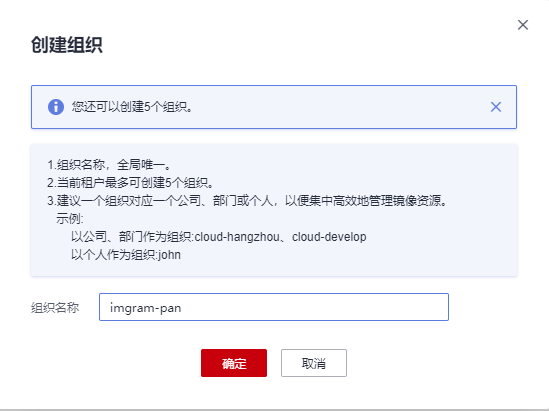 创建组织
您还可以创建5个组织。
1.组织名称，全局唯一。
2.当前租户最多可创建5个组织。
3.建议一个组织对应一个公司、部门或个人，以便集中高效地管理镜像资源。
示例:
以公司、部门作为组织:cloud-hangzhou、cloud-develop
以个人作为组织:john
组织名称 imgram-pan
确定 取消